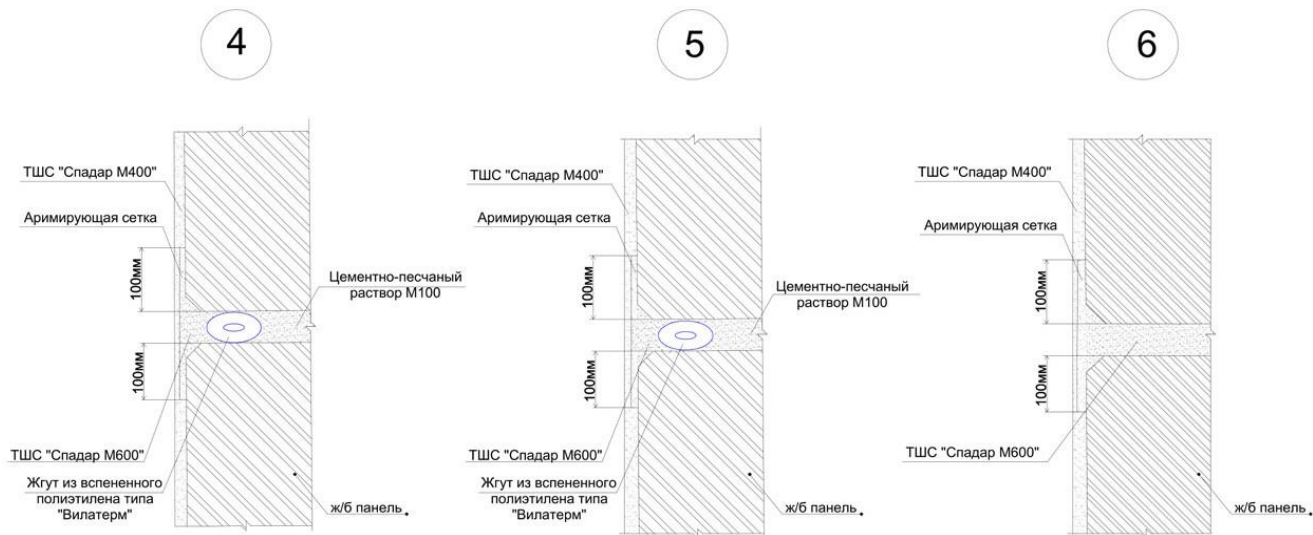 4
ТШС "Спадар М400"
Аримирующая сетка
100мм
Цементно-песчаный
раствор М100
100мм
ТШС "Спадар М600"
Жгут из вспененного
полиэтилена типа
"Вилатерм"
ж/б панель
5
ТШС "Спадар М400"
Аримирующая сетка
100мм
Цементно-песчаный
раствор М100
100мм
ТШС "Спадар М600"
Жгут из вспененного
полиэтилена типа
"Вилатерм"
ж/б панель
6
ТШС "Спадар М400"
Аримирующая сетка
100мм
100мм
ТШС "Спадар М600"
ж/б панель